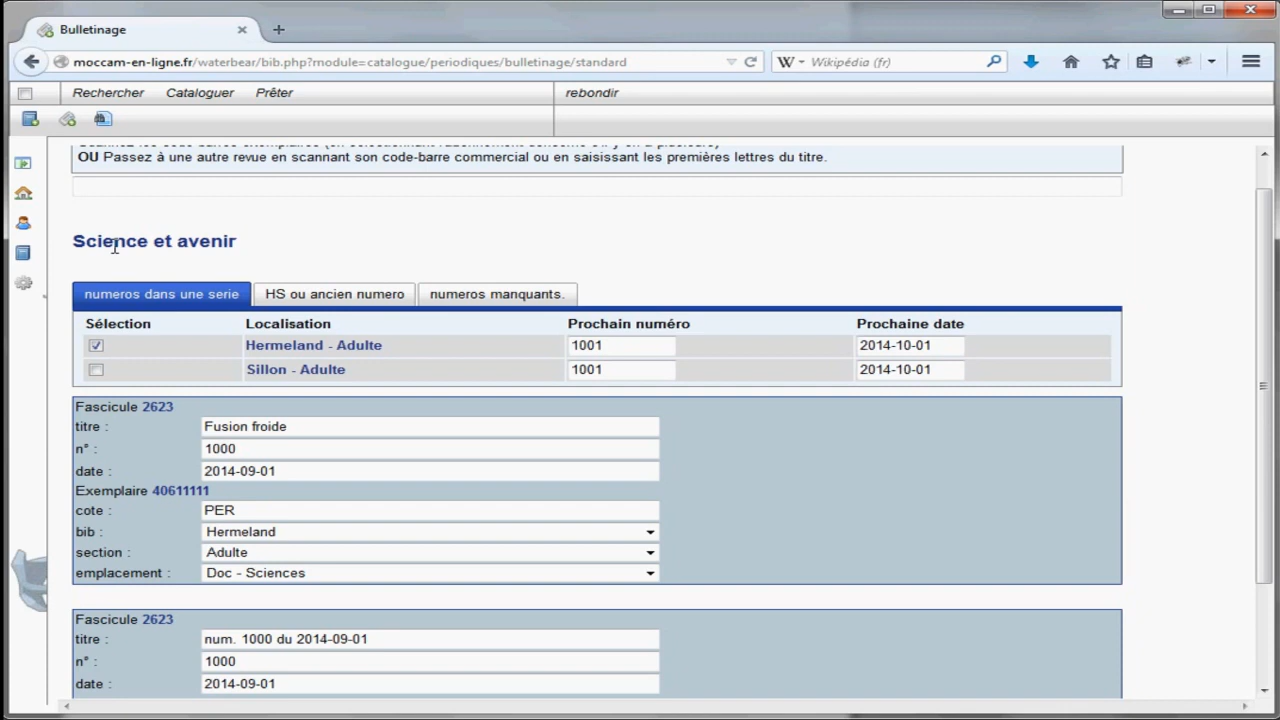 Bulletinage
moccam-en-ligne.fr/waterbear/bib.php?module=catalogue/periodiques/bulletinage/standard
W Wikipédia (fr)
Rechercher Cataloguer Prêter rebondir
OU Passez à une autre revue en scannant son code-barre commercial ou en saisissant les premières lettres du titre.
Science et avenir
numeros dans une serie HS ou ancien numero numeros manquants.
Sélection Localisation Prochain numéro Prochaine date
Hermeland - Adulte 1001 2014-10-01
Sillon - Adulte 1001 2014-10-01
Fascicule 2623
titre : Fusion froide
n° : 1000
date : 2014-09-01
Exemplaire 40611111
cote : PER
bib : Hermeland
section : Adulte
emplacement : Doc - Sciences
Fascicule 2623
titre : num. 1000 du 2014-09-01
n° : 1000
date : 2014-09-01